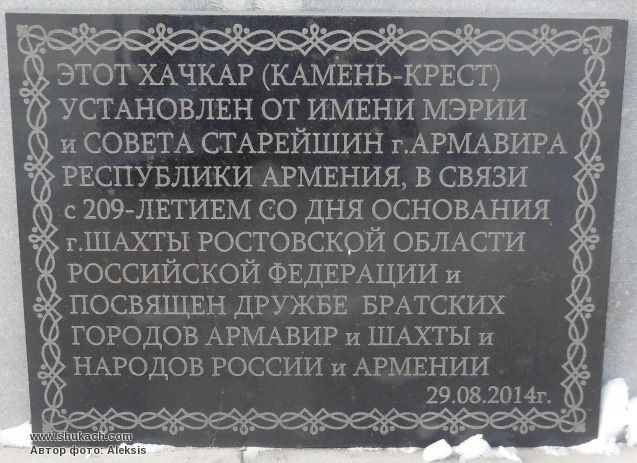 ЭТОТ ХАЧКАР (КАМЕНЬ-КРЕСТ)
УСТАНОВЛЕН ОТ ИМЕНИ МЭРИИ
и СОВЕТА СТАРЕЙШИН г.АРМАВИРА
РЕСПУБЛИКИ АРМЕНИЯ, В СВЯЗИ
с 209-ЛЕТИЕМ СО ДНЯ ОСНОВАНИЯ
г.ШАХТЫ РОСТОВСКОЙ ОБЛАСТИ
РОССИЙСКОЙ ФЕДЕРАЦИИ и
ПОСВЯЩЕН ДРУЖБЕ БРАТСКИХ
ГОРОДОВ АРМАВИР и ШАХТЫ и
НАРОДОВ РОССИИ и АРМЕНИИ
29.08.2014г.
www.shukach.com
Автор фото: Aleksis